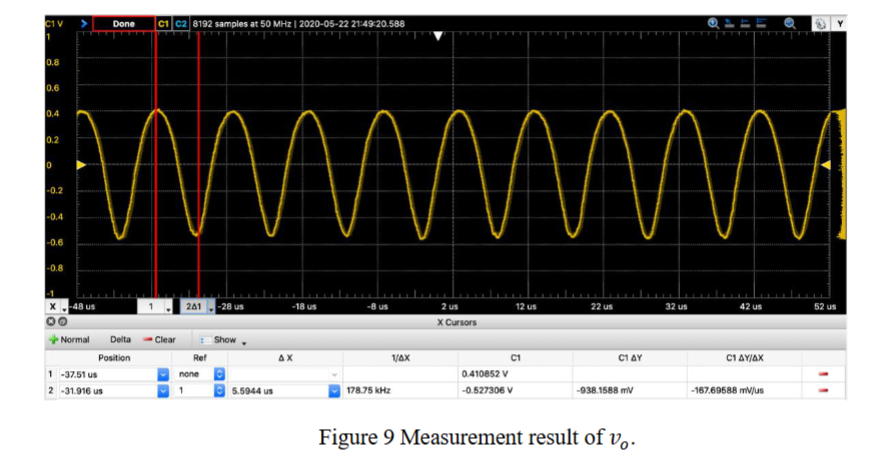 C1 V Done C1 C2 8192 samples at 50 MHz | 2020-05-22 21:49:20.588 Y
1
0.8
0.6
0.4
0.2
0
-0.2
-0.4
-0.6
-0.8
-1
X -48 us 1 2Δ1 -28 us -18 us -8 us 2 us 12 us 22 us 32 us 42 us 52 us
X Cursors
Normal Delta Clear Show
Position Ref Δ X 1/ΔX C1 C1 ΔY C1 ΔY/ΔX
1 -37.51 us none 0.410852 V
2 -31.916 us 1 5.5944 us 178.75 kHz -0.527306 V -938.1588 mV -167.69588 mV/us
Figure 9 Measurement result of vₒ.